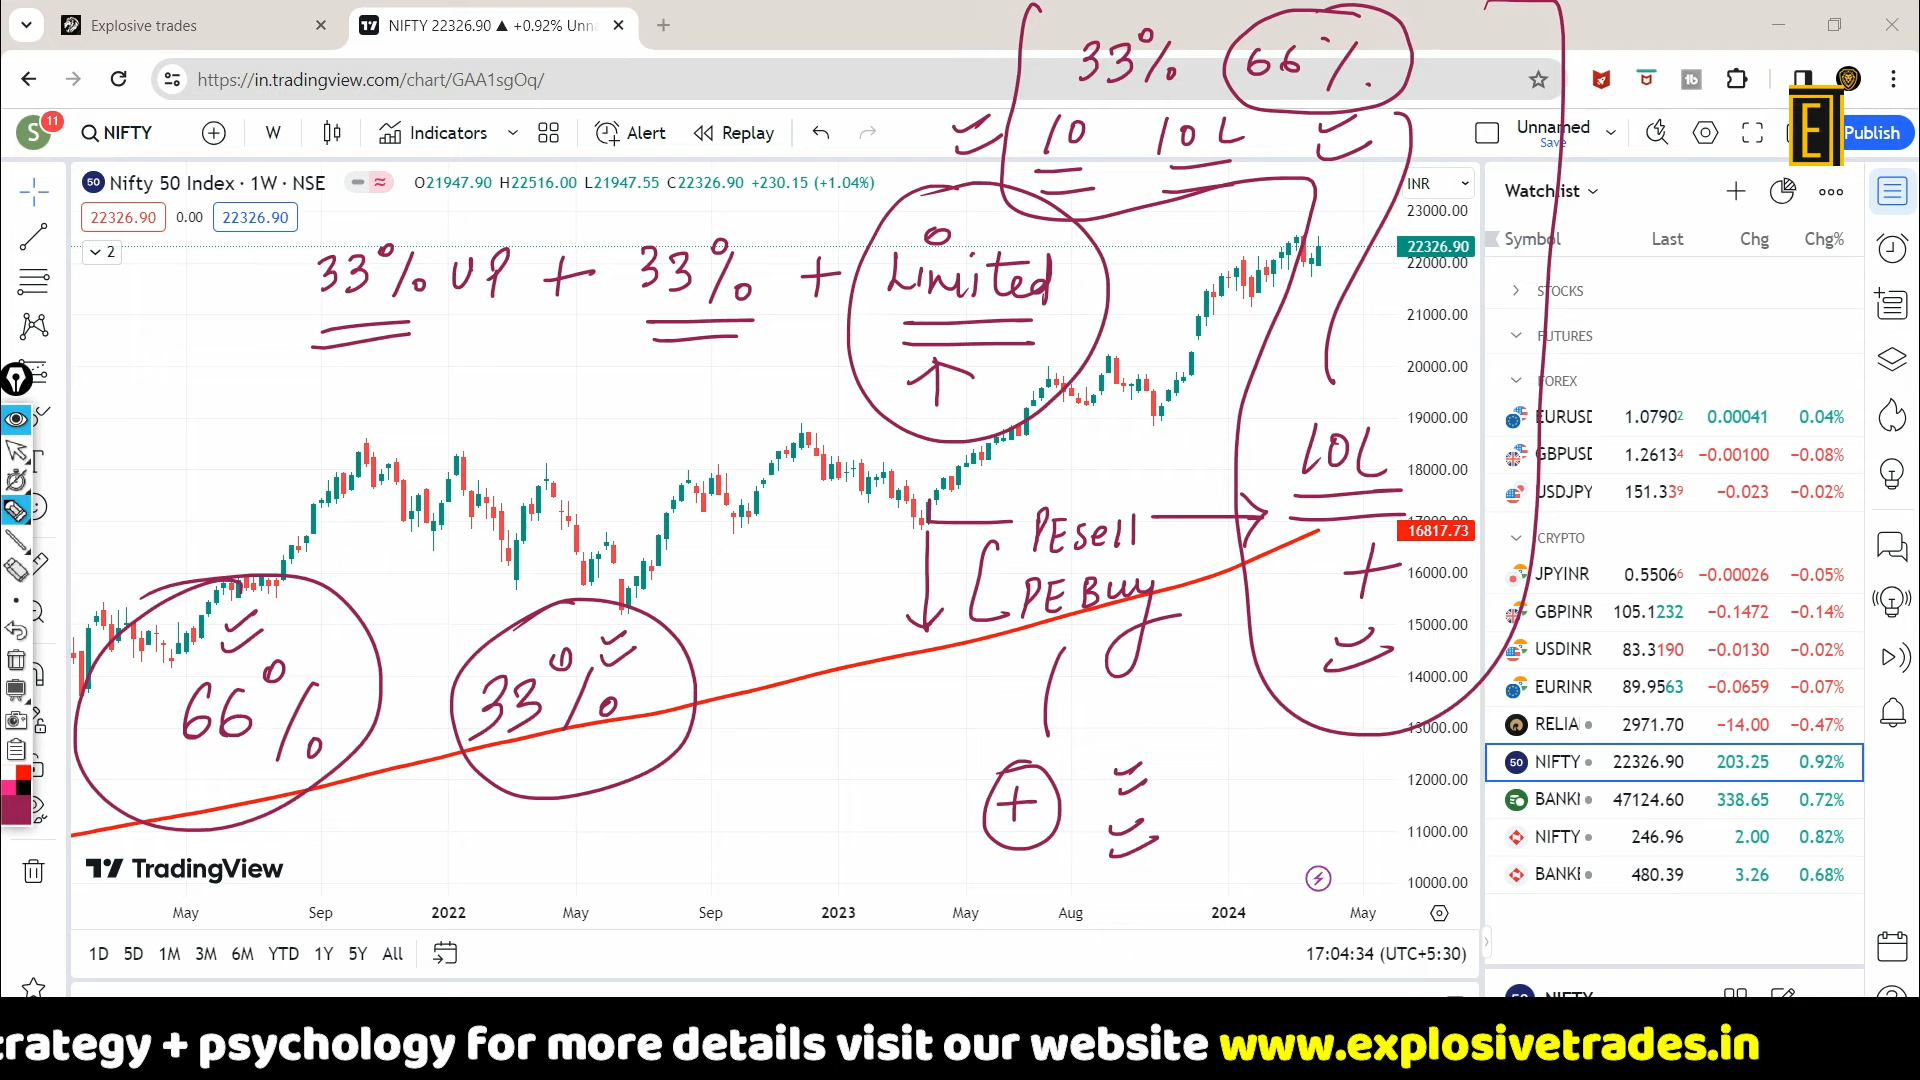 Explosive trades
NIFTY 22326.90 ▲ +0.92% Unna
https://in.tradingview.com/chart/GAA1sgOq/
33% 66%
10 10 L
S 11 NIFTY W Indicators Alert Replay Unnamed Save Publish
E
50 Nifty 50 Index · 1W · NSE O21947.90 H22516.00 L21947.55 C22326.90 +230.15 (+1.04%)
22326.90 0.00 22326.90
2
33% UP + 33% + Limited
INR
23000.00
22326.90
22000.00
21000.00
20000.00
19000.00
18000.00
17000.00
16817.73
16000.00
15000.00
14000.00
13000.00
12000.00
11000.00
10000.00
10L
+
PE Sell
PE Buy
66%
33%
+
TradingView
May Sep 2022 May Sep 2023 May Aug 2024 May
1D 5D 1M 3M 6M YTD 1Y 5Y All 17:04:34 (UTC+5:30)
Watchlist
Symbol Last Chg Chg%
STOCKS
FUTURES
FOREX
EURUSD 1.07902 0.00041 0.04%
GBPUSD 1.26134 −0.00100 −0.08%
USDJPY 151.339 −0.023 −0.02%
CRYPTO
JPYINR 0.55066 −0.00026 −0.05%
GBPINR 105.1232 −0.1472 −0.14%
USDINR 83.3190 −0.0130 −0.02%
EURINR 89.9563 −0.0659 −0.07%
RELIA 2971.70 −14.00 −0.47%
50 NIFTY 22326.90 203.25 0.92%
BANKI 47124.60 338.65 0.72%
NIFTY 246.96 2.00 0.82%
BANKE 480.39 3.26 0.68%
NIFTY
trategy + psychology for more details visit our website www.explosivetrades.in